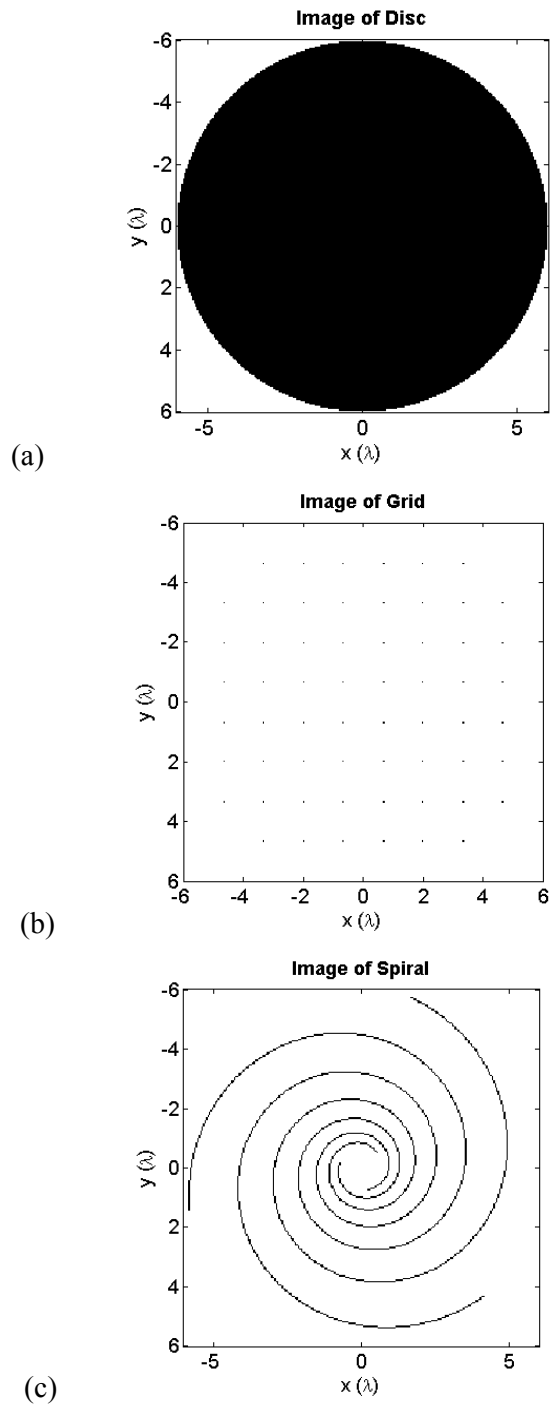 Image of Disc
-6
-4
-2
0
2
4
6
y (λ)
-5 0 5
x (λ)
(a)
Image of Grid
-6
-4
-2
0
2
4
6
y (λ)
-6 -4 -2 0 2 4 6
x (λ)
(b)
Image of Spiral
-6
-4
-2
0
2
4
6
y (λ)
-5 0 5
x (λ)
(c)